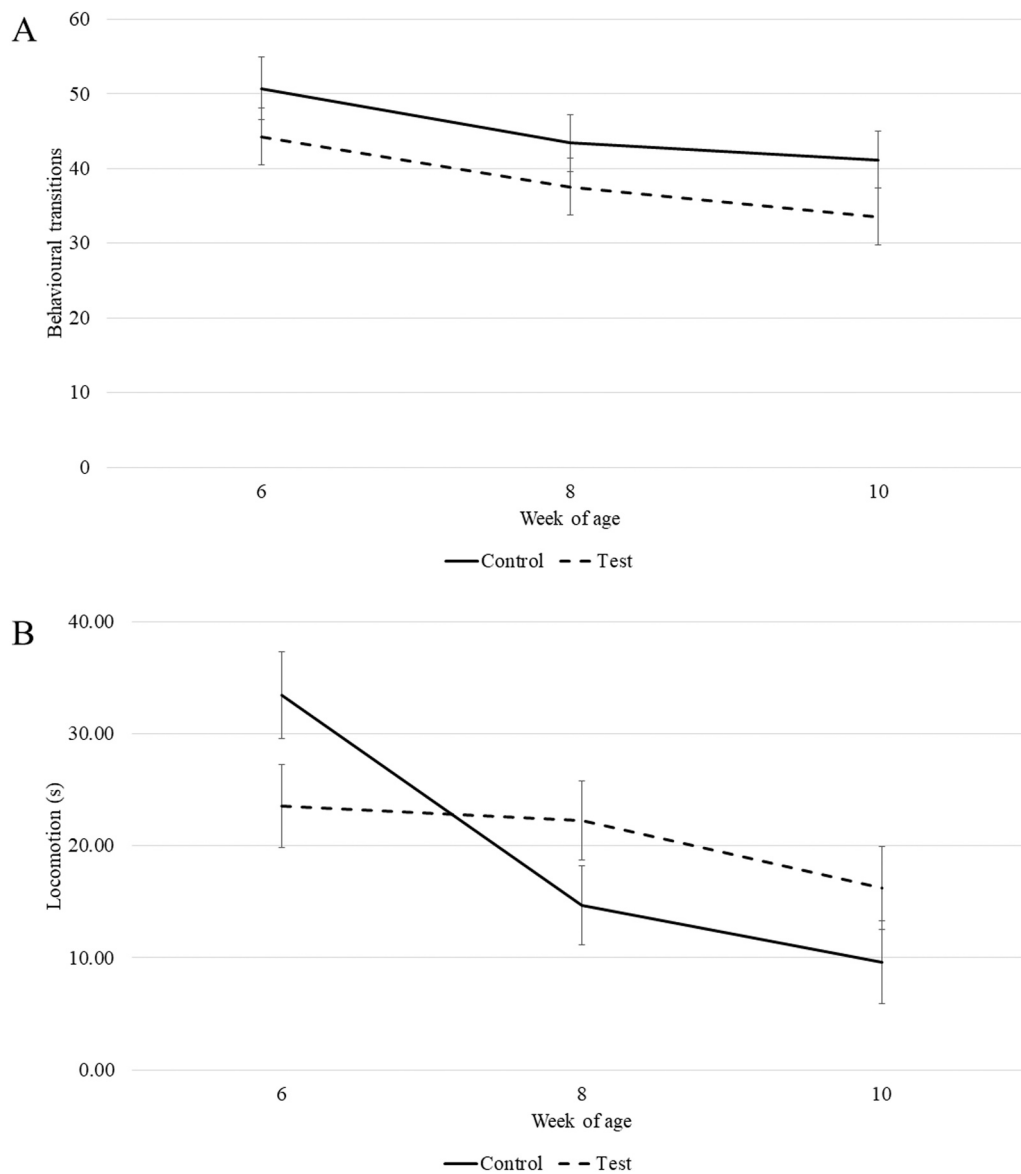 A
60
50
40
30
20
10
0
Behavioural transitions
6 8 10
Week of age
Control Test
B
40.00
30.00
20.00
10.00
0.00
Locomotion (s)
6 8 10
Week of age
Control Test